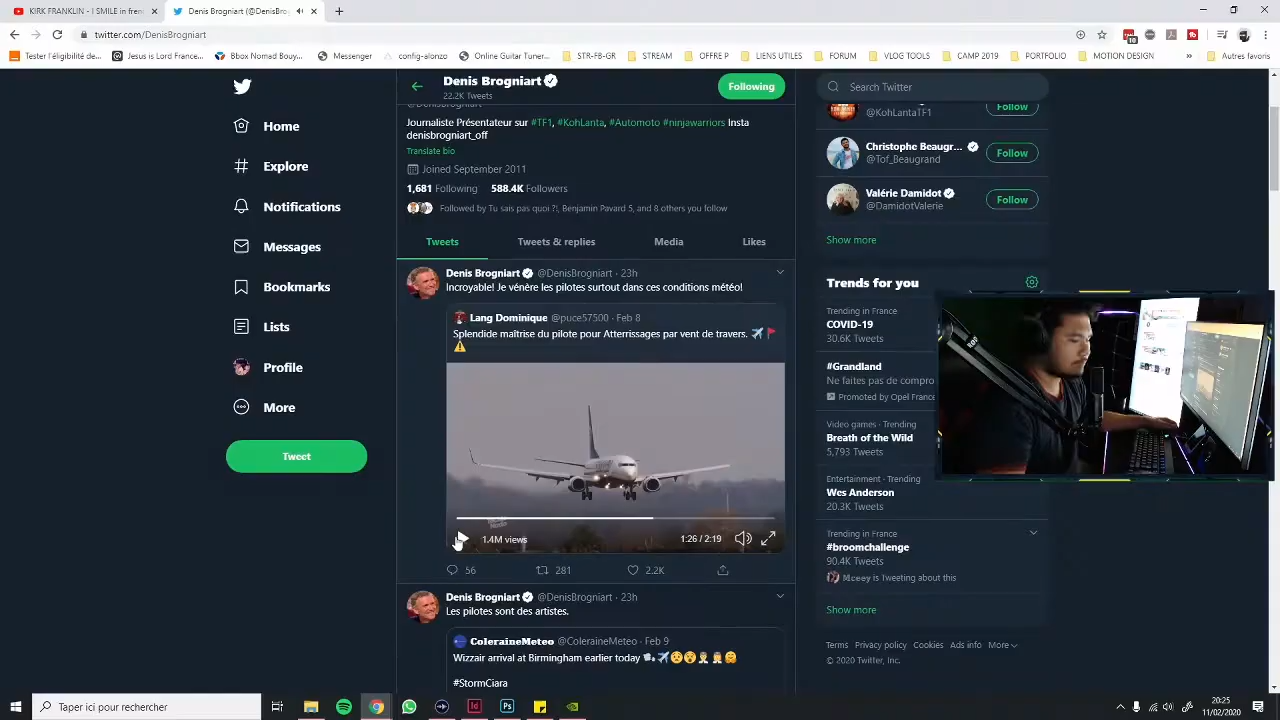 KIRK FRANKLIN - I SMILE in fren
Denis Brogniart (@DenisBro
twitter.com/DenisBrogniart
Tester l'éligibilité de...
Jesus is Lord France...
Bbox Nomad Bouy...
Messenger
config-alonzo
Online Guitar Tuner...
STR-FB-GR
STREAM
OFFRE P
LIENS UTILES
FORUM
VLOG TOOLS
CAMP 2019
PORTFOLIO
MOTION DESIGN
»
Autres favoris
Home
Explore
Notifications
Messages
Bookmarks
Lists
Profile
More
Tweet
Denis Brogniart
22.2K Tweets
Following
@DenisBrogniart
Journaliste Présentateur sur #TF1, #KohLanta, #Automoto #ninjawarriors Insta
denisbrogniart_off
Translate bio
Joined September 2011
1,681 Following 588.4K Followers
Followed by Tu sais pas quoi ?!, Benjamin Pavard 5, and 8 others you follow
Tweets
Tweets & replies
Media
Likes
Denis Brogniart @DenisBrogniart · 23h
Incroyable! Je vénère les pilotes surtout dans ces conditions météo!
Lang Dominique @puce57500 · Feb 8
Splendide maîtrise du pilote pour Atterrissages par vent de travers. ✈️🚩
⚠️
1.4M views
1:26 / 2:19
56
281
2.2K
Denis Brogniart @DenisBrogniart · 23h
Les pilotes sont des artistes.
ColeraineMeteo @ColeraineMeteo · Feb 9
Wizzair arrival at Birmingham earlier today
#StormCiara
Search Twitter
@KohLantaTF1
Follow
Christophe Beaugr...
@Tof_Beaugrand
Follow
Valérie Damidot
@DamidotValerie
Follow
Show more
Trends for you
Trending in France
COVID-19
30.6K Tweets
#Grandland
Ne faites pas de compro
Promoted by Opel France
Video games · Trending
Breath of the Wild
5,793 Tweets
Entertainment · Trending
Wes Anderson
20.3K Tweets
Trending in France
#broomchallenge
90.4K Tweets
is Tweeting about this
Show more
Terms Privacy policy Cookies Ads info More
© 2020 Twitter, Inc.
Taper ici pour rechercher
20:25
11/02/2020